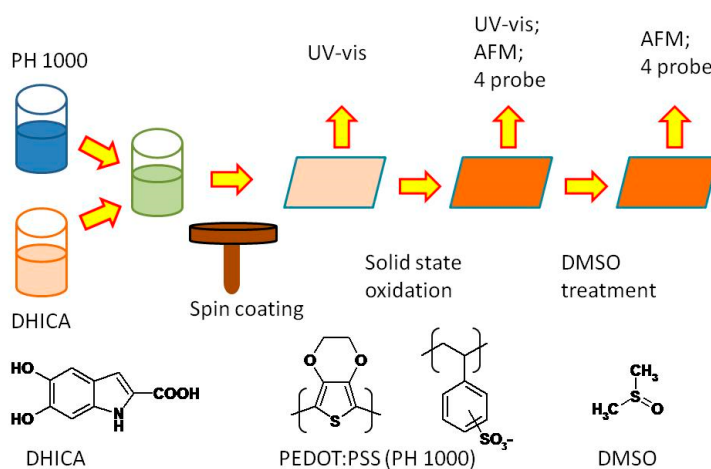 PH 1000
UV-vis
UV-vis;
AFM;
4 probe
AFM;
4 probe
DHICA
Spin coating
Solid state
oxidation
DMSO
treatment
HO
HO
N
H
COOH
O
O
S
SO₃⁻
CH₃
S
H₃C
O
DHICA
PEDOT:PSS (PH 1000)
DMSO